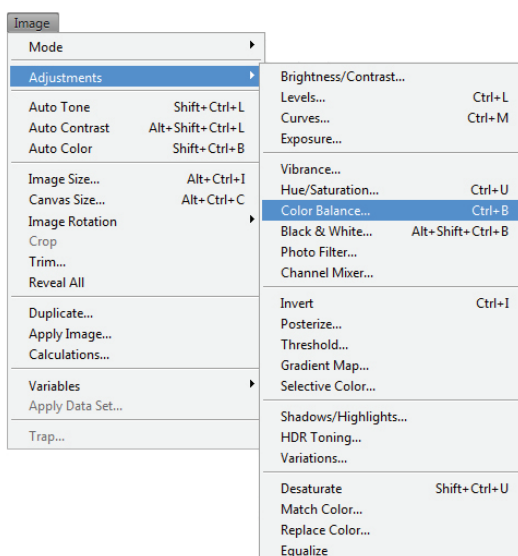 Image
Mode
Adjustments
Auto Tone Shift+Ctrl+L
Auto Contrast Alt+Shift+Ctrl+L
Auto Color Shift+Ctrl+B
Image Size... Alt+Ctrl+I
Canvas Size... Alt+Ctrl+C
Image Rotation
Crop
Trim...
Reveal All
Duplicate...
Apply Image...
Calculations...
Variables
Apply Data Set...
Trap...
Brightness/Contrast...
Levels... Ctrl+L
Curves... Ctrl+M
Exposure...
Vibrance...
Hue/Saturation... Ctrl+U
Color Balance... Ctrl+B
Black & White... Alt+Shift+Ctrl+B
Photo Filter...
Channel Mixer...
Invert Ctrl+I
Posterize...
Threshold...
Gradient Map...
Selective Color...
Shadows/Highlights...
HDR Toning...
Variations...
Desaturate Shift+Ctrl+U
Match Color...
Replace Color...
Equalize